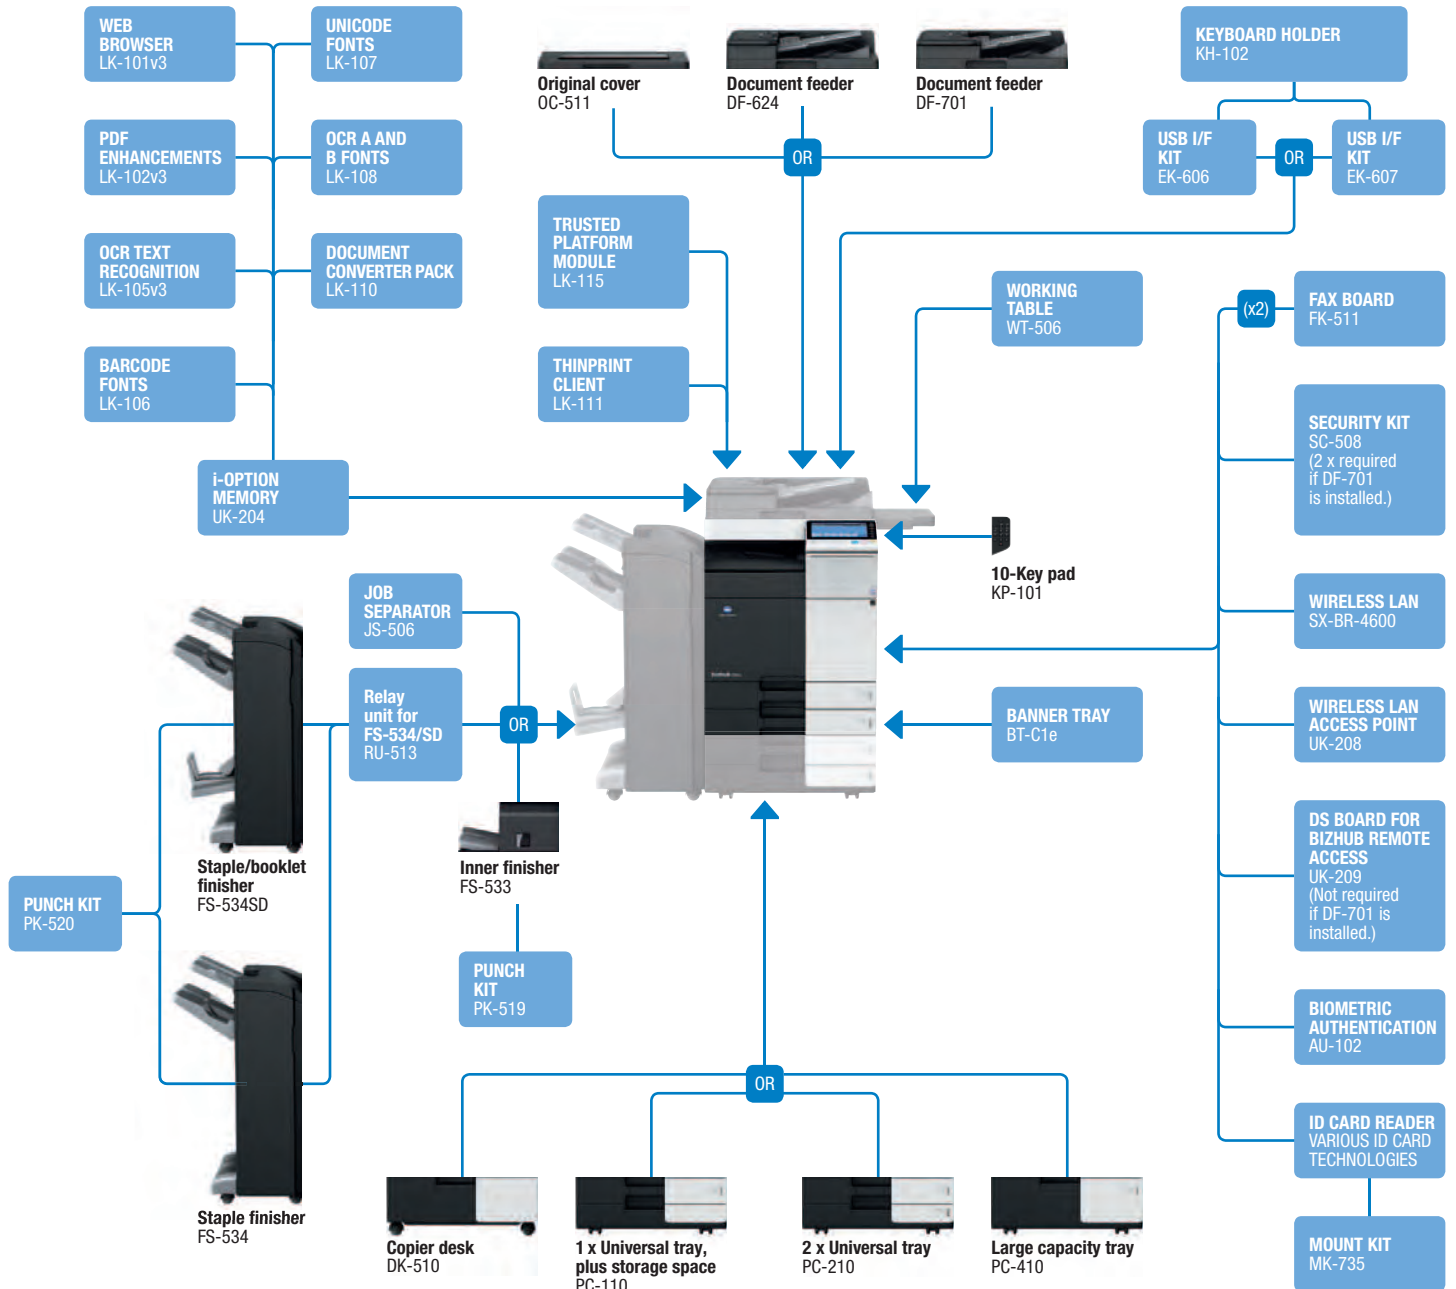 WEB
BROWSER
LK-101v3
UNICODE
FONTS
LK-107
PDF
ENHANCEMENTS
LK-102v3
OCR A AND
B FONTS
LK-108
OCR TEXT
RECOGNITION
LK-105v3
DOCUMENT
CONVERTER PACK
LK-110
BARCODE
FONTS
LK-106
i-OPTION
MEMORY
UK-204
Original cover
OC-511
Document feeder
DF-624
Document feeder
DF-701
OR
TRUSTED
PLATFORM
MODULE
LK-115
THINPRINT
CLIENT
LK-111
KEYBOARD HOLDER
KH-102
USB I/F
KIT
EK-606
OR
USB I/F
KIT
EK-607
WORKING
TABLE
WT-506
(x2)
FAX BOARD
FK-511
SECURITY KIT
SC-508
(2 x required
if DF-701
is installed.)
10-Key pad
KP-101
WIRELESS LAN
SX-BR-4600
WIRELESS LAN
ACCESS POINT
UK-208
BANNER TRAY
BT-C1e
DS BOARD FOR
BIZHUB REMOTE
ACCESS
UK-209
(Not required
if DF-701 is
installed.)
BIOMETRIC
AUTHENTICATION
AU-102
ID CARD READER
VARIOUS ID CARD
TECHNOLOGIES
MOUNT KIT
MK-735
JOB
SEPARATOR
JS-506
Relay
unit for
FS-534/SD
RU-513
OR
Staple/booklet
finisher
FS-534SD
Inner finisher
FS-533
PUNCH KIT
PK-520
PUNCH
KIT
PK-519
Staple finisher
FS-534
OR
Copier desk
DK-510
1 x Universal tray,
plus storage space
PC-110
2 x Universal tray
PC-210
Large capacity tray
PC-410